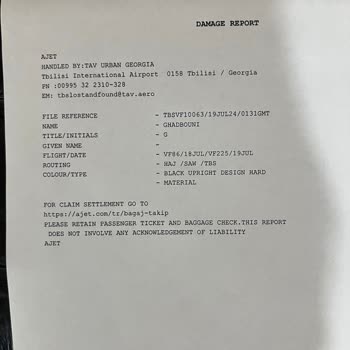 DAMAGE REPORT
AJET
HANDLED BY:TAV URBAN GEORGIA
Tbilisi International Airport 0158 Tbilisi / Georgia
PN :00995 32 2310-328
EM: tbslostandfound@tav.aero
FILE REFERENCE - TBSVF10063/19JUL24/0131GMT
NAME - GHADBOUNI
TITLE/INITIALS - G
GIVEN NAME -
FLIGHT/DATE - VF86/18JUL/VF225/19JUL
ROUTING - HAJ /SAW /TBS
COLOUR/TYPE - BLACK UPRIGHT DESIGN HARD
- MATERIAL
FOR CLAIM SETTLEMENT GO TO
https://ajet.com/tr/bagaj-takip
PLEASE RETAIN PASSENGER TICKET AND BAGGAGE CHECK.THIS REPORT
DOES NOT INVOLVE ANY ACKNOWLEDGEMENT OF LIABILITY
AJET